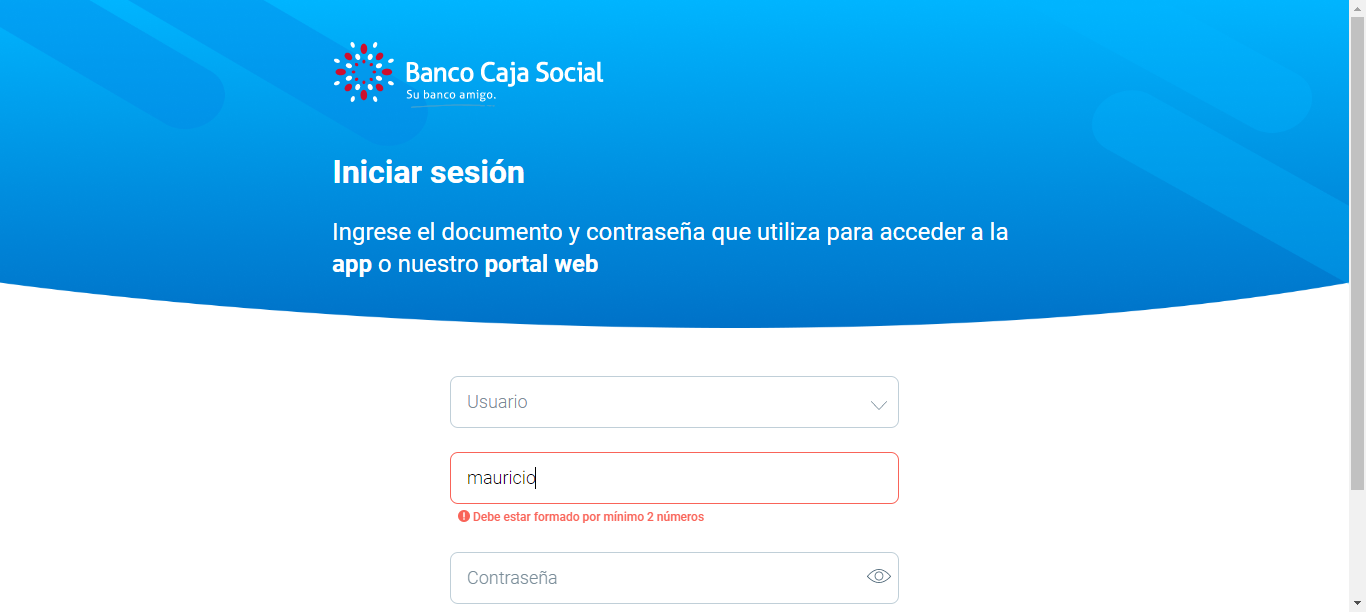 Banco Caja Social
Su banco amigo.
Iniciar sesión
Ingrese el documento y contraseña que utiliza para acceder a la
app o nuestro portal web
Usuario
mauricio
Debe estar formado por mínimo 2 números
Contraseña